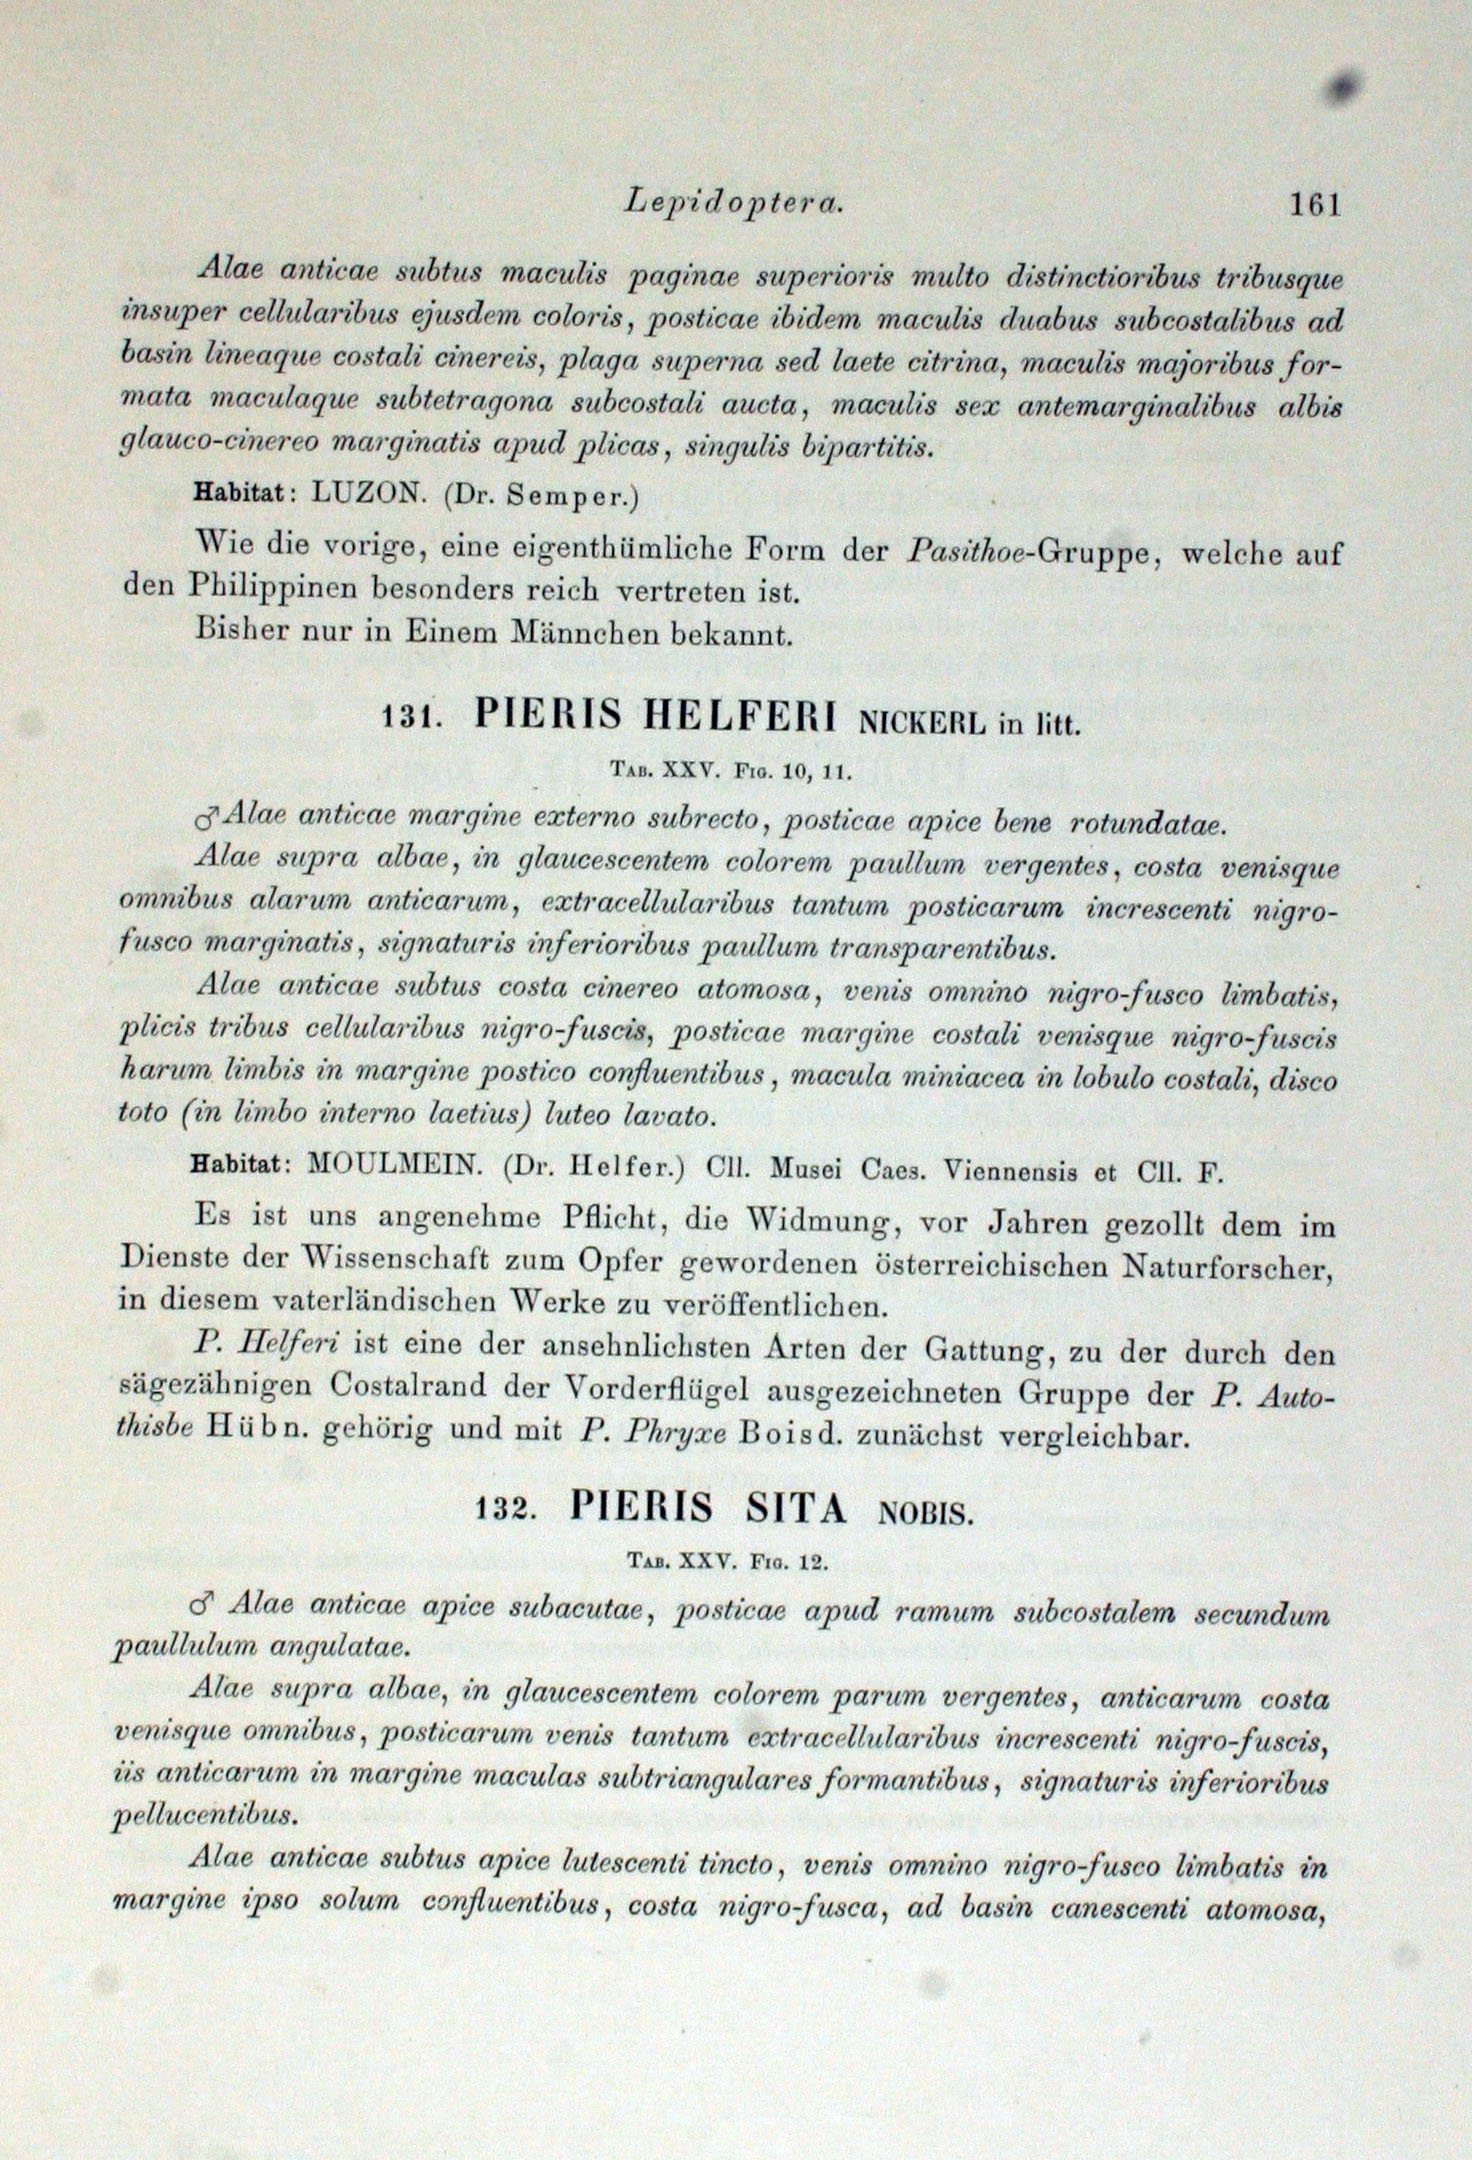 Lepidoptera. 161
Alae anticae subtus maculis paginae superioris multo distinctioribus tribusque
insuper cellularibus ejusdem coloris, posticae ibidem maculis duabus subcostalibus ad
basin lineaque costali cinereis, plaga superna sed laete citrina, maculis majoribus for-
mata maculaque subtetragona subcostali aucta, maculis sex antemarginalibus albis
glauco-cinereo marginatis apud plicas, singulis bipartitis.
Habitat: LUZON. (Dr. Semper.)
Wie die vorige, eine eigenthümliche Form der Pasithoe-Gruppe, welche auf
den Philippinen besonders reich vertreten ist.
Bisher nur in Einem Männchen bekannt.
131. PIERIS HELFERI NICKERL in litt.
TAB. XXV. FIG. 10, 11.
♂ Alae anticae margine externo subrecto, posticae apice bene rotundatae.
Alae supra albae, in glaucescentem colorem paullum vergentes, costa venisque
omnibus alarum anticarum, extracellularibus tantum posticarum increscenti nigro-
fusco marginatis, signaturis inferioribus paullum transparentibus.
Alae anticae subtus costa cinereo atomosa, venis omnino nigro-fusco limbatis,
plicis tribus cellularibus nigro-fuscis, posticae margine costali venisque nigro-fuscis
harum limbis in margine postico confluentibus, macula miniacea in lobulo costali, disco
toto (in limbo interno laetius) luteo lavato.
Habitat: MOULMEIN. (Dr. Helfer.) Cll. Musei Caes. Viennensis et Cll. F.
Es ist uns angenehme Pflicht, die Widmung, vor Jahren gezollt dem im
Dienste der Wissenschaft zum Opfer gewordenen österreichischen Naturforscher,
in diesem vaterländischen Werke zu veröffentlichen.
P. Helferi ist eine der ansehnlichsten Arten der Gattung, zu der durch den
sägezähnigen Costalrand der Vorderflügel ausgezeichneten Gruppe der P. Auto-
thisbe Hübn. gehörig und mit P. Phryxe Boisd. zunächst vergleichbar.
132. PIERIS SITA NOBIS.
TAB. XXV. FIG. 12.
♂ Alae anticae apice subacutae, posticae apud ramum subcostalem secundum
paullulum angulatae.
Alae supra albae, in glaucescentem colorem parum vergentes, anticarum costa
venisque omnibus, posticarum venis tantum extracellularibus increscenti nigro-fuscis,
iis anticarum in margine maculas subtriangulares formantibus, signaturis inferioribus
pellucentibus.
Alae anticae subtus apice lutescenti tincto, venis omnino nigro-fusco limbatis in
margine ipso solum confluentibus, costa nigro-fusca, ad basin canescenti atomosa,